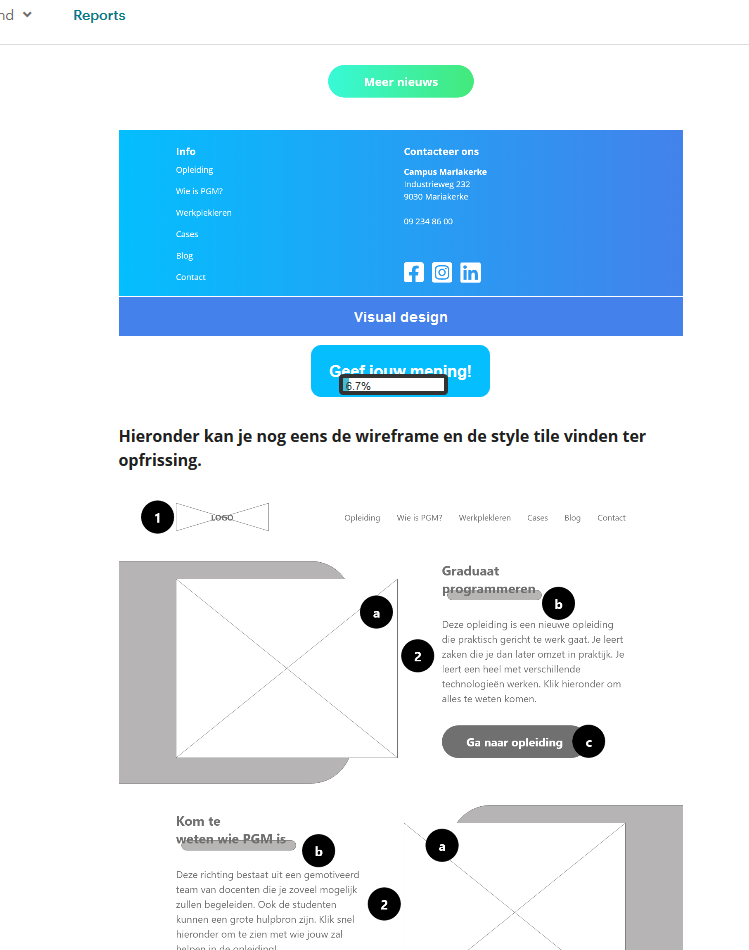 nd
Reports
Meer nieuws
Info
Opleiding
Wie is PGM?
Werkplekleren
Cases
Blog
Contact
Contacteer ons
Campus Mariakerke
Industrieweg 232
9030 Mariakerke
09 234 86 00
Visual design
Geef jouw mening!
6.7%
Hieronder kan je nog eens de wireframe en de style tile vinden ter
opfrissing.
1
LOGO
Opleiding Wie is PGM? Werkplekleren Cases Blog Contact
a
Graduaat
programmeren
b
2
Deze opleiding is een nieuwe opleiding
die praktisch gericht te werk gaat. Je leert
zaken die je dan later omzet in praktijk. Je
leert een heel met verschillende
technologieën werken. Klik hieronder om
alles te weten komen.
Ga naar opleiding
c
Kom te
weten wie PGM is
b
a
2
Deze richting bestaat uit een gemotiveerd
team van docenten die je zoveel mogelijk
zullen begeleiden. Ook de studenten
kunnen een grote hulpbron zijn. Klik snel
hieronder om te zien met wie jouw zal
helpen in de opleiding!